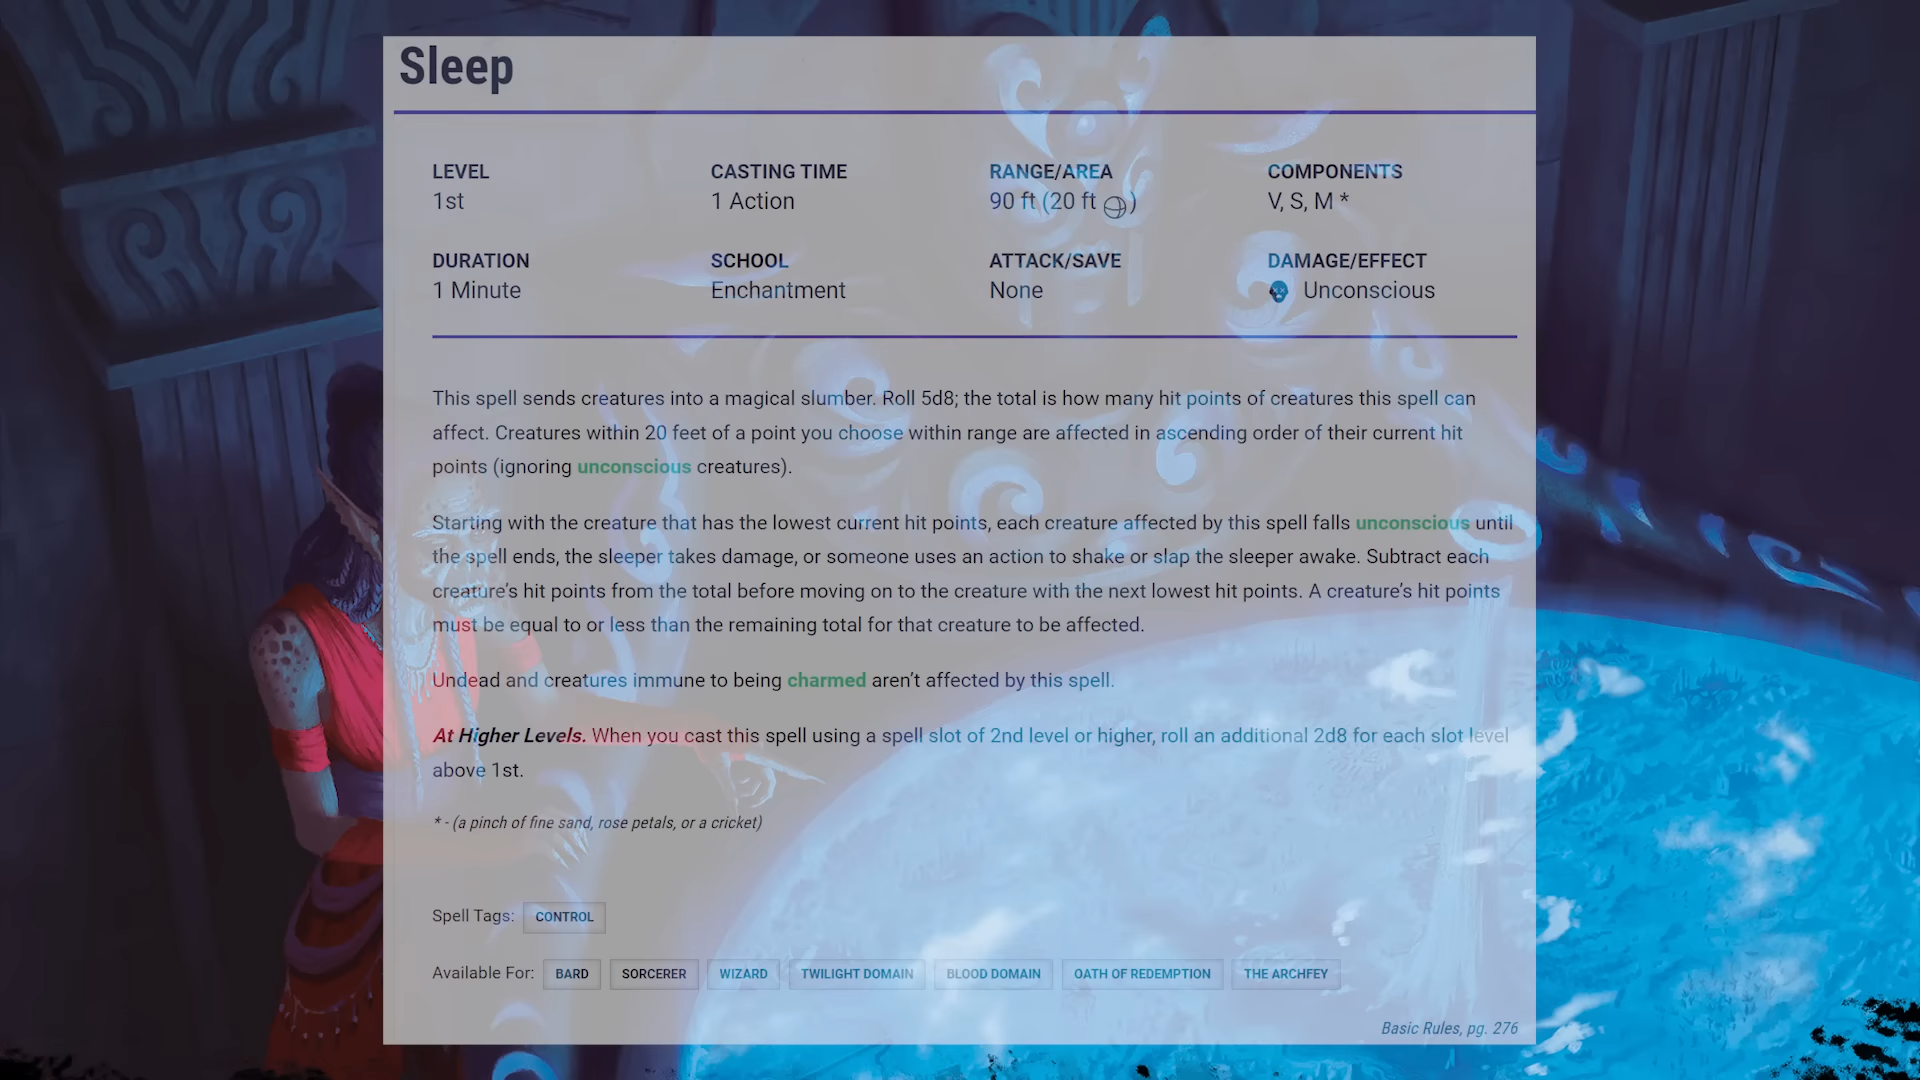 Sleep
LEVEL CASTING TIME RANGE/AREA COMPONENTS
1st 1 Action 90 ft (20 ft ) V, S, M *
DURATION SCHOOL ATTACK/SAVE DAMAGE/EFFECT
1 Minute Enchantment None Unconscious
This spell sends creatures into a magical slumber. Roll 5d8; the total is how many hit points of creatures this spell can
affect. Creatures within 20 feet of a point you choose within range are affected in ascending order of their current hit
points (ignoring unconscious creatures).
Starting with the creature that has the lowest current hit points, each creature affected by this spell falls unconscious until
the spell ends, the sleeper takes damage, or someone uses an action to shake or slap the sleeper awake. Subtract each
creature’s hit points from the total before moving on to the creature with the next lowest hit points. A creature’s hit points
must be equal to or less than the remaining total for that creature to be affected.
Undead and creatures immune to being charmed aren’t affected by this spell.
At Higher Levels. When you cast this spell using a spell slot of 2nd level or higher, roll an additional 2d8 for each slot level
above 1st.
* - (a pinch of fine sand, rose petals, or a cricket)
Spell Tags: CONTROL
Available For: BARD SORCERER WIZARD TWILIGHT DOMAIN BLOOD DOMAIN OATH OF REDEMPTION THE ARCHFEY
Basic Rules, pg. 276